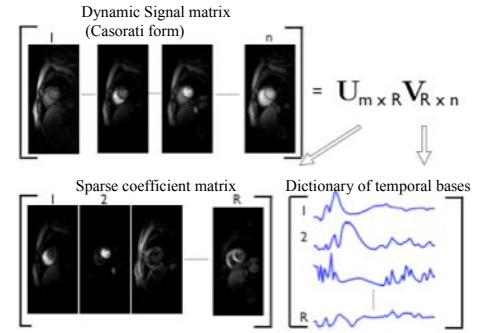 Dynamic Signal matrix
(Casorati form)
1 n
= U m x R V R x n
Sparse coefficient matrix Dictionary of temporal bases
1 2 R
1
2
R